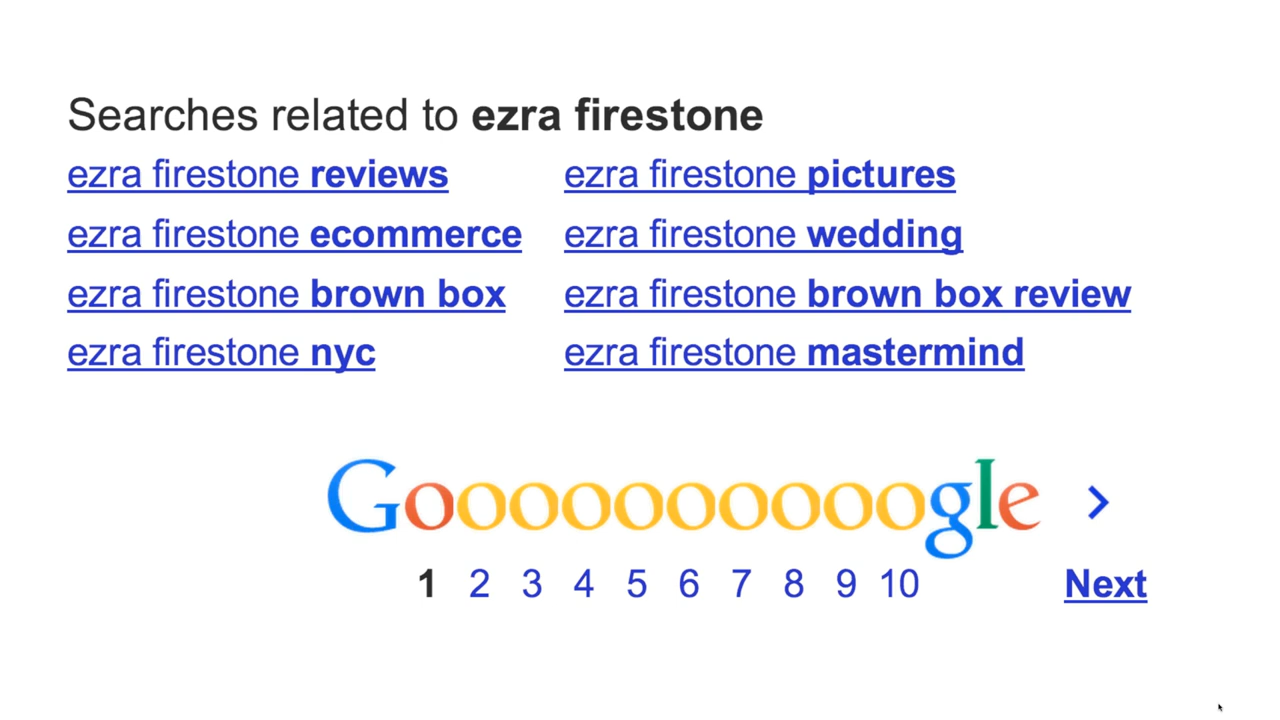 Searches related to ezra firestone
ezra firestone reviews
ezra firestone pictures
ezra firestone ecommerce
ezra firestone wedding
ezra firestone brown box
ezra firestone brown box review
ezra firestone nyc
ezra firestone mastermind
Goooooooooogle >
1 2 3 4 5 6 7 8 9 10 Next